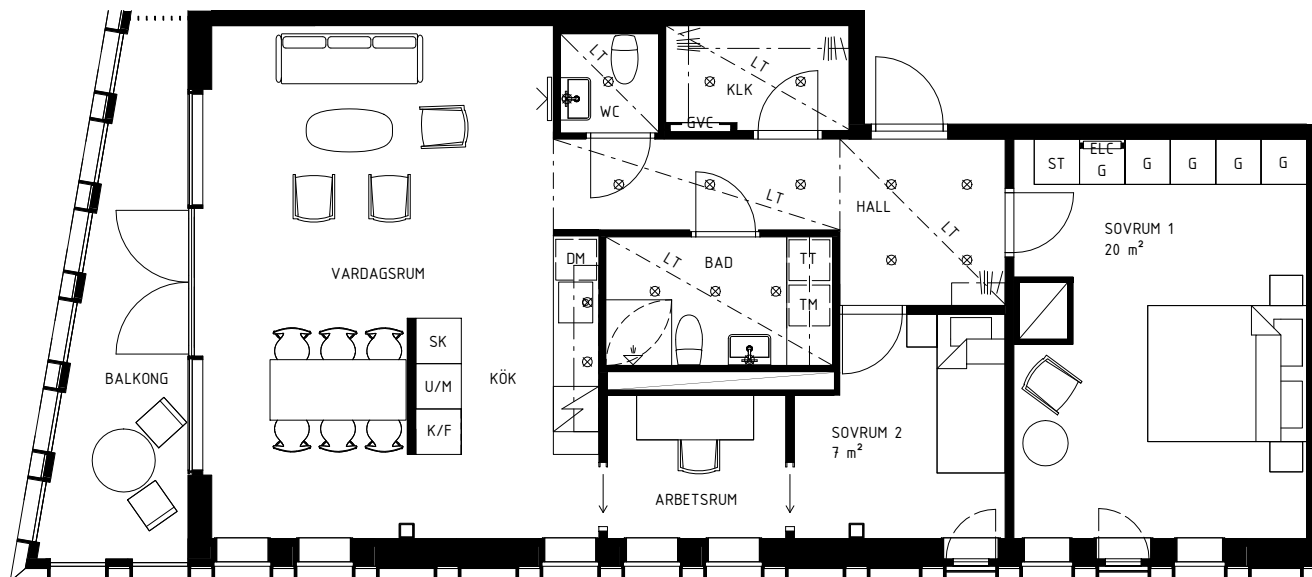 LT
WC
LT
KLK
GVC
LT
HALL
LT
ST
ELC
G
G
G
G
G
SOVRUM 1
20 m²
VARDAGSRUM
DM
LT
BAD
TT
TM
BALKONG
SK
U/M
K/F
KÖK
SOVRUM 2
7 m²
ARBETSRUM